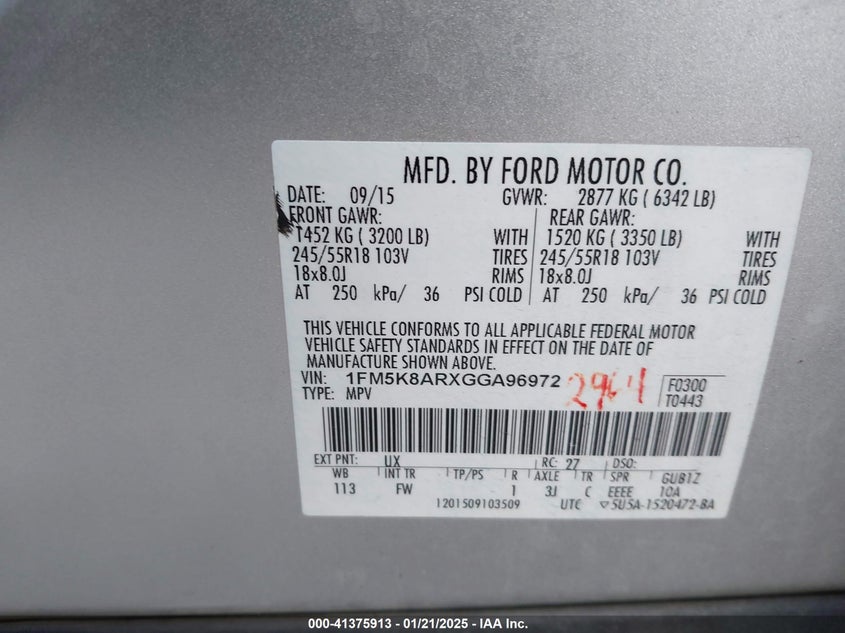 MFD. BY FORD MOTOR CO.
DATE: 09/15 GVWR: 2877 KG ( 6342 LB)
FRONT GAWR: REAR GAWR:
1452 KG ( 3200 LB) WITH 1520 KG ( 3350 LB) WITH
245/55R18 103V TIRES 245/55R18 103V TIRES
18x8.0J RIMS 18x8.0J RIMS
AT 250 kPa/ 36 PSI COLD AT 250 kPa/ 36 PSI COLD
THIS VEHICLE CONFORMS TO ALL APPLICABLE FEDERAL MOTOR
VEHICLE SAFETY STANDARDS IN EFFECT ON THE DATE OF
MANUFACTURE SHOWN ABOVE.
VIN: 1FM5K8ARXGGA96972 2964 F0300
TYPE: MPV T0443
EXT PNT: UX RC: 27 DSO:
WB INT TR TP/PS R AXLE TR SPR GUB1Z
113 FW 1 3J C EEEE 10A
1201509103509 UTC ▽5U5A-1520472-BA
000-41375913 - 01/21/2025 - IAA Inc.